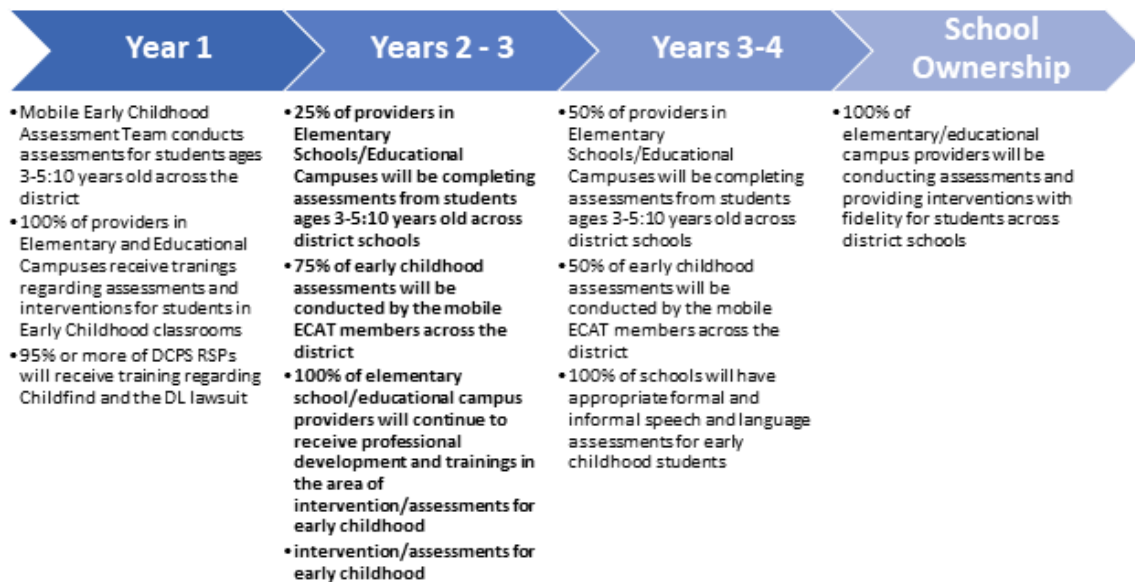 Year 1
•Mobile Early Childhood
Assessment Team conducts
assessments for students ages
3-5:10 years old across the
district
•100% of providers in
Elementary and Educational
Campuses receive tranings
regarding assessments and
interventions for students in
Early Childhood classrooms
•95% or more of DCPS RSPs
will receive training regarding
Childfind and the DL lawsuit
Years 2 - 3
•25% of providers in
Elementary
Schools/Educational
Campuses will be completing
assessments from students
ages 3-5:10 years old across
district schools
•75% of early childhood
assessments will be
conducted by the mobile
ECAT members across the
district
•100% of elementary
school/educational campus
providers will continue to
receive professional
development and trainings in
the area of
intervention/assessments for
early childhood
•intervention/assessments for
early childhood
Years 3-4
•50% of providers in
Elementary
Schools/Educational
Campuses will be completing
assessments from students
ages 3-5:10 years old across
district schools
•50% of early childhood
assessments will be
conducted by the mobile
ECAT members across the
district
•100% of schools will have
appropriate formal and
informal speech and language
assessments for early
childhood students
School
Ownership
•100% of
elementary/educational
campus providers will be
conducting assessments and
providing interventions with
fidelity for students across
district schools